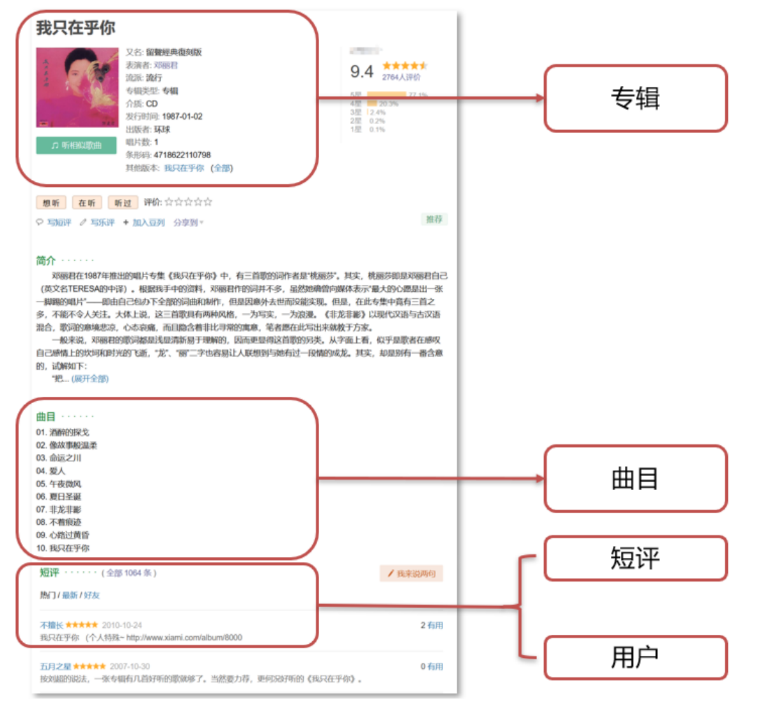 我只在乎你
又名: 留聲經典復刻版
表演者: 邓丽君
流派: 流行
专辑类型: 专辑
介质: CD
发行时间: 1987-01-02
出版者: 环球
唱片数: 1
条形码: 4718622110798
其他版本: 我只在乎你 (全部)
听相似歌曲
9.4
2764人评价
5星 77.1%
4星 20.3%
3星 2.4%
2星 0.2%
1星 0.1%
专辑
想听 在听 听过 评价:
写短评 写乐评 + 加入豆列 分享到
推荐
简介 · · · · · ·
邓丽君在1987年推出的唱片专集《我只在乎你》中，有三首歌的词作者是“桃丽莎”。其实，桃丽莎即是邓丽君自己
（英文名TERESA的中译）。根据我手中的资料，邓丽君作的词并不多，虽然她曾向媒体表示“最大的心愿是出一张
一脚踢的唱片”——即由自己包办下全部的词曲和制作，但是因意外去世而没能实现。但是，在此专集中竟有三首之
多，不能不令人关注。大体上说，这三首歌具有两种风格，一为写实，一为浪漫。《非龙非影》以现代汉语与古汉语
混合，歌词的意境悲凉，心态哀痛，而且隐含着非比寻常的寓意，笔者愿在此写出来就教于方家。
一般来说，邓丽君的歌词都是浅显清新易于理解的，因而更显得这首歌的另类。从字面上看，似乎是歌者在感叹
自己感情上的坎坷和时光的飞逝，“龙”、“丽”二字也容易让人联想到与她有过一段情的成龙。其实，却是别有一番含意
的，试解如下：
“把... (展开全部)
曲目 · · · · · ·
01. 酒醉的探戈
02. 像故事般温柔
03. 命运之川
04. 爱人
05. 午夜微风
06. 夏日圣诞
07. 非龙非影
08. 不着痕迹
09. 心路过黄昏
10. 我只在乎你
曲目
短评 · · · · · · ( 全部 1064 条 )
我来说两句
热门 / 最新 / 好友
不擅长 2010-10-24 2 有用
我只在乎你 （个人特殊~ http://www.xiami.com/album/8000
五月之星 2007-10-30 0 有用
按刘超的说法，一张专辑有几首好听的歌就够了。当然要力荐，更何况好听的《我只在乎你》。
短评
用户